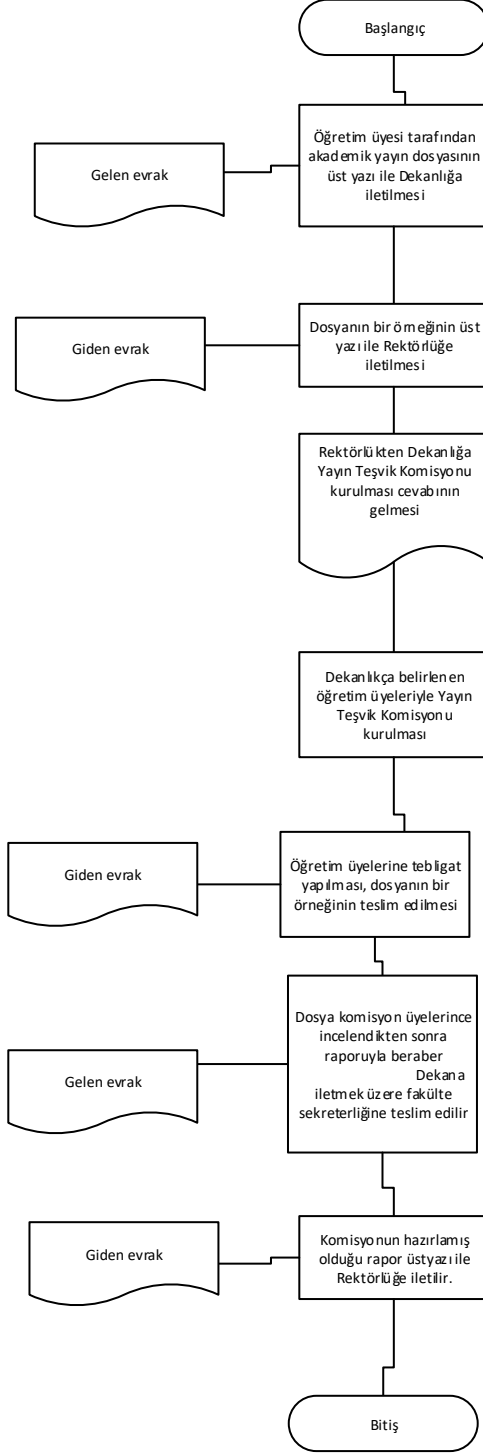 Başlangıç
Öğretim üyesi tarafından
akademik yayın dosyasının
üst yazı ile Dekanlığa
iletilmesi
Gelen evrak
Dosyanın bir örneğinin üst
yazı ile Rektörlüğe
iletilmesi
Giden evrak
Rektörlükten Dekanlığa
Yayın Teşvik Komisyonu
kurulması cevabının
gelmesi
Dekanlıkça belirlenen
öğretim üyeleriyle Yayın
Teşvik Komisyonu
kurulması
Öğretim üyelerine tebligat
yapılması, dosyanın bir
örneğinin teslim edilmesi
Giden evrak
Dosya komisyon üyelerince
incelendikten sonra
raporuyla beraber
Dekana
iletmek üzere fakülte
sekreterliğine teslim edilir
Gelen evrak
Komisyonun hazırlamış
olduğu rapor üstyazı ile
Rektörlüğe iletilir.
Giden evrak
Bitiş